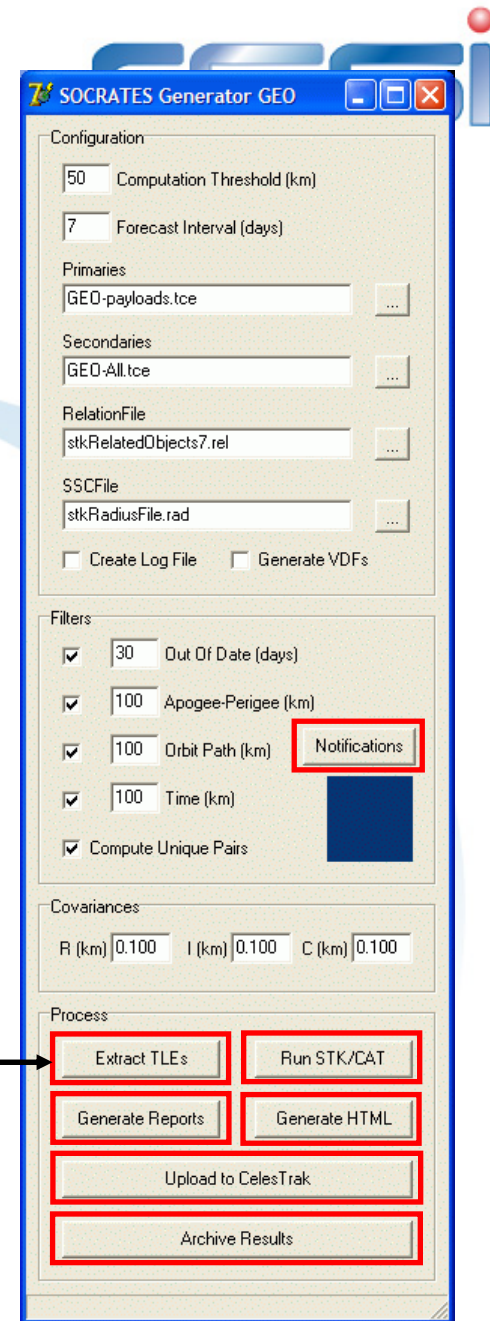 SOCRATES Generator GEO
Configuration
50 Computation Threshold (km)
7 Forecast Interval (days)
Primaries
GEO-payloads.tce ...
Secondaries
GEO-All.tce ...
RelationFile
stkRelatedObjects7.rel ...
SSCFile
stkRadiusFile.rad ...
Create Log File Generate VDFs
Filters
30 Out Of Date (days)
100 Apogee-Perigee (km)
100 Orbit Path (km) Notifications
100 Time (km)
Compute Unique Pairs
Covariances
R (km) 0.100 I (km) 0.100 C (km) 0.100
Process
Extract TLEs Run STK/CAT
Generate Reports Generate HTML
Upload to CelesTrak
Archive Results